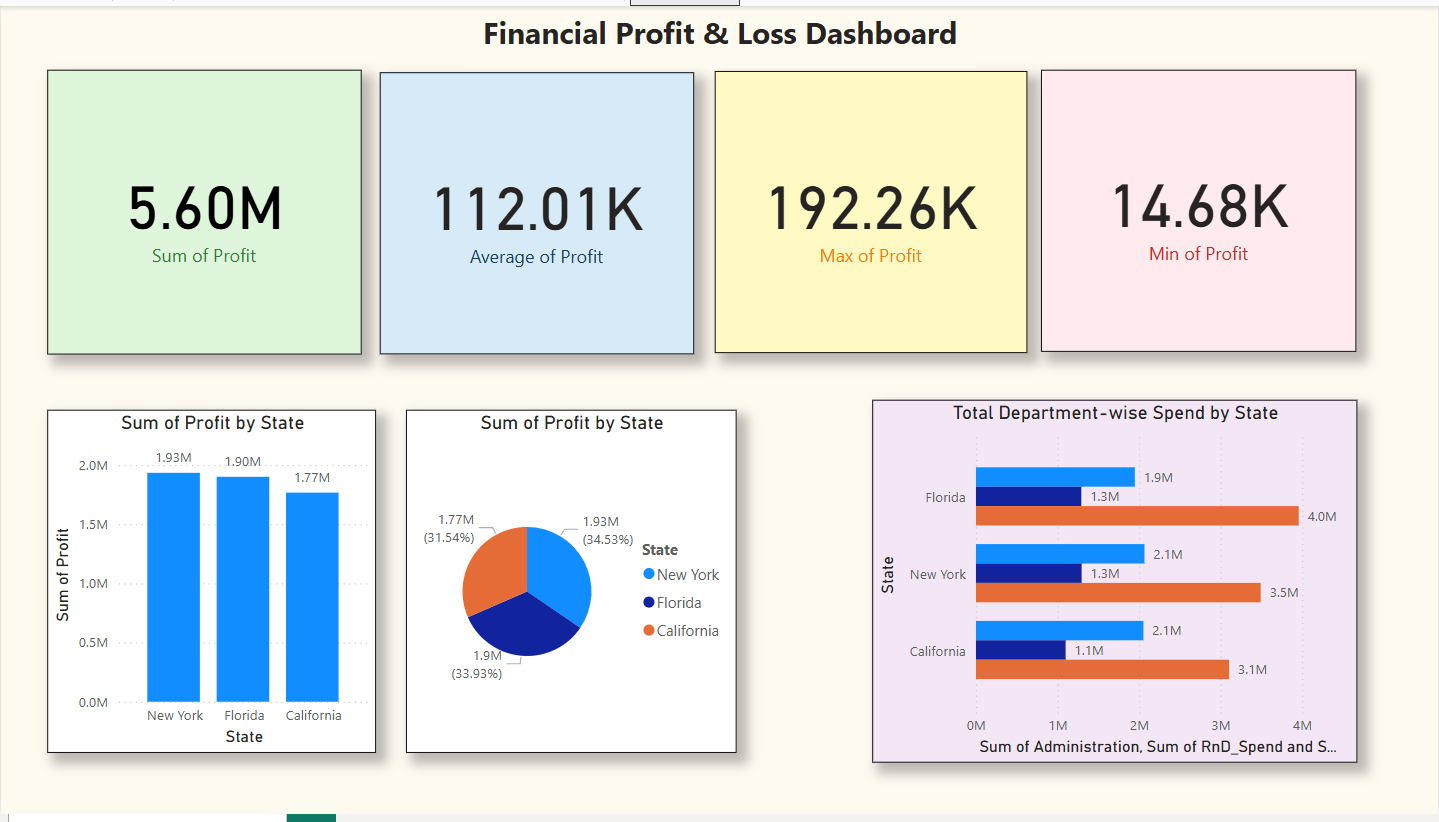 Financial Profit & Loss Dashboard
5.60M
Sum of Profit
112.01K
Average of Profit
192.26K
Max of Profit
14.68K
Min of Profit
Sum of Profit by State
Sum of Profit
2.0M
1.5M
1.0M
0.5M
0.0M
1.93M
1.90M
1.77M
New York
Florida
California
State
Sum of Profit by State
1.77M
(31.54%)
1.93M
(34.53%)
1.9M
(33.93%)
State
New York
Florida
California
Total Department-wise Spend by State
State
Florida
1.9M
1.3M
4.0M
New York
2.1M
1.3M
3.5M
California
2.1M
1.1M
3.1M
0M
1M
2M
3M
4M
Sum of Administration, Sum of RnD_Spend and S...